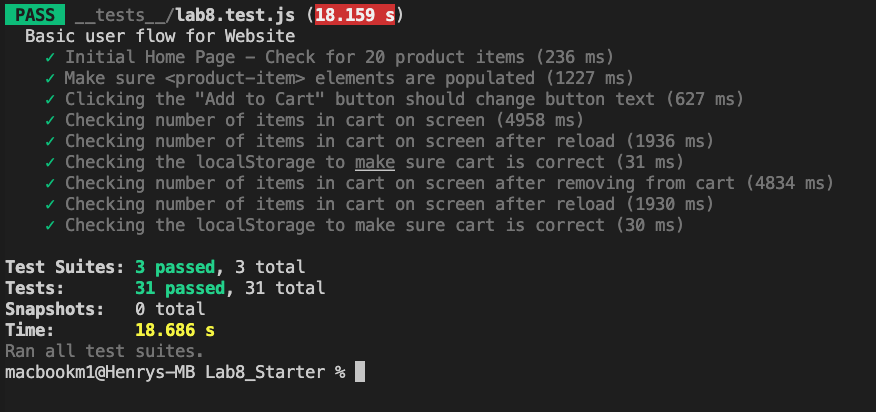 PASS __tests__/lab8.test.js (18.159 s)
Basic user flow for Website
✓ Initial Home Page – Check for 20 product items (236 ms)
✓ Make sure <product-item> elements are populated (1227 ms)
✓ Clicking the "Add to Cart" button should change button text (627 ms)
✓ Checking number of items in cart on screen (4958 ms)
✓ Checking number of items in cart on screen after reload (1936 ms)
✓ Checking the localStorage to make sure cart is correct (31 ms)
✓ Checking number of items in cart on screen after removing from cart (4834 ms)
✓ Checking number of items in cart on screen after reload (1930 ms)
✓ Checking the localStorage to make sure cart is correct (30 ms)
Test Suites: 3 passed, 3 total
Tests: 31 passed, 31 total
Snapshots: 0 total
Time: 18.686 s
Ran all test suites.
macbookm1@Henrys-MB Lab8_Starter %